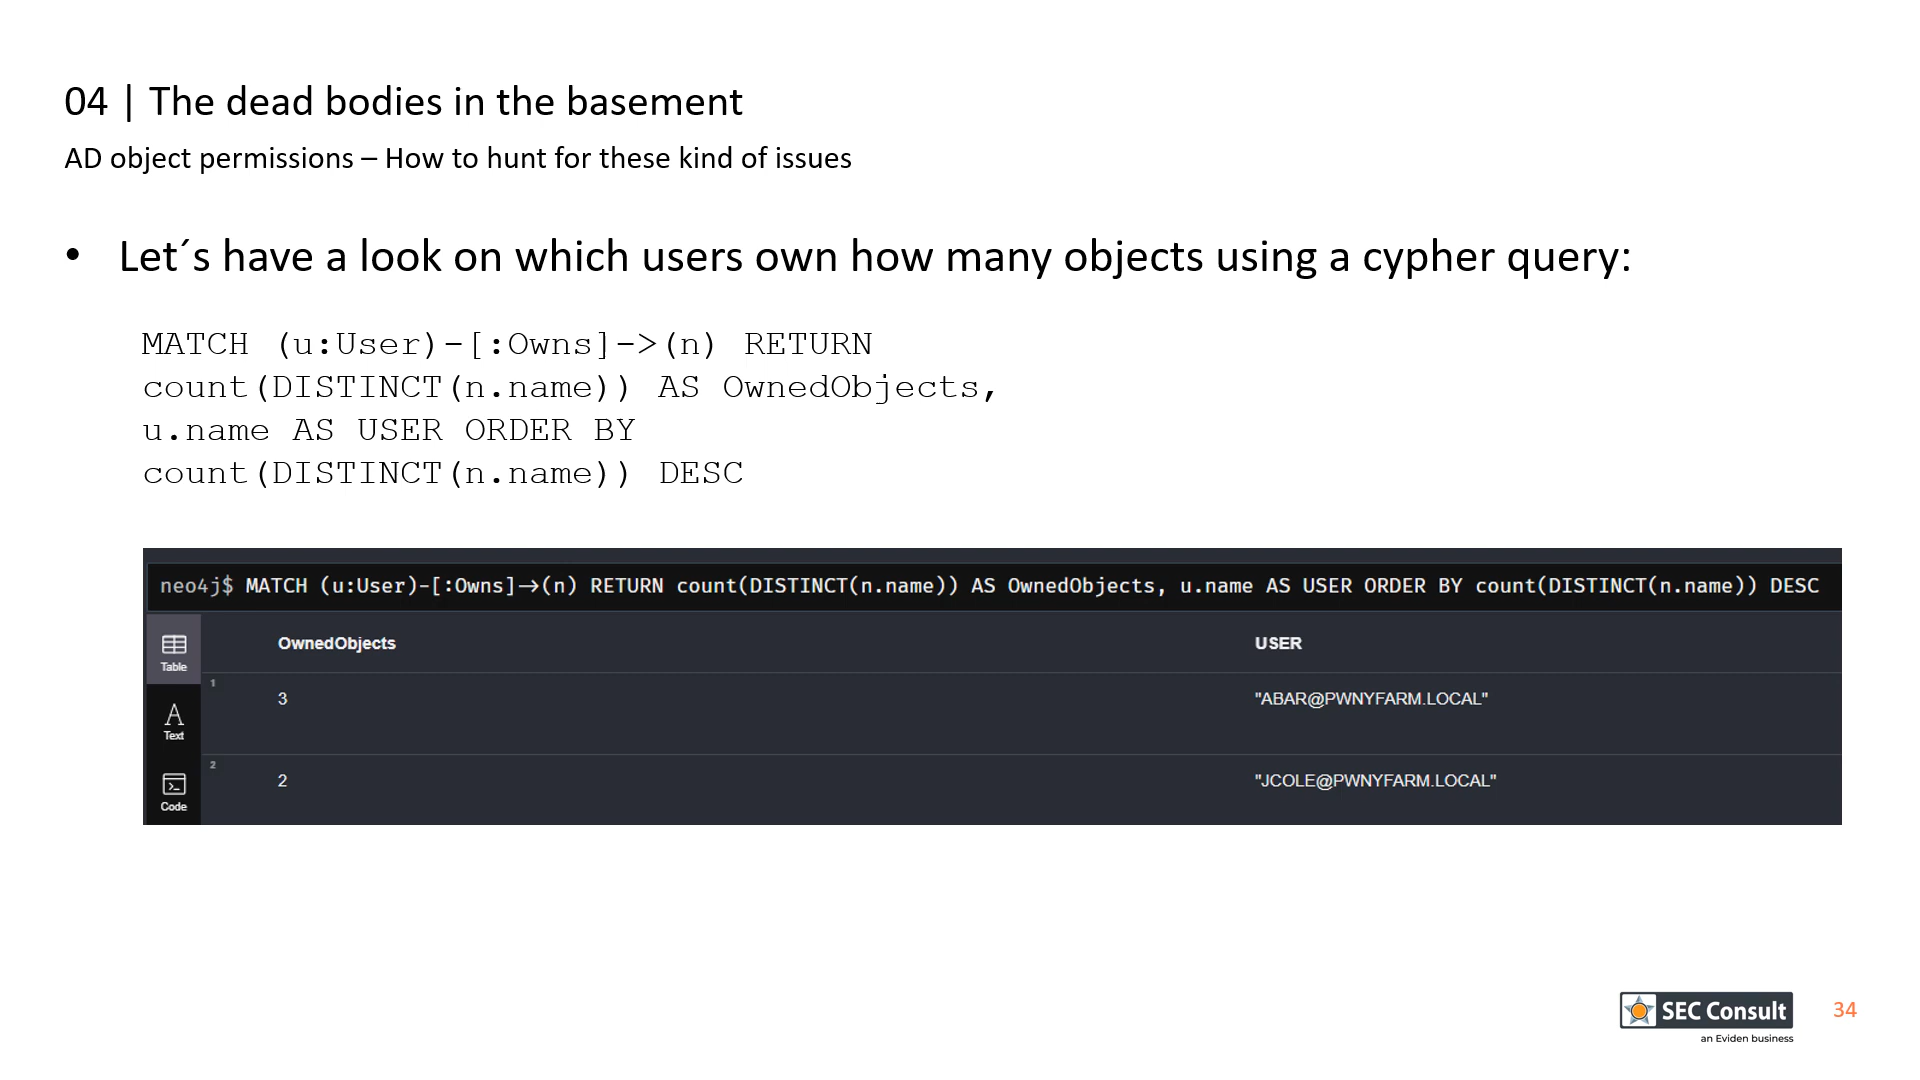 04 | The dead bodies in the basement
AD object permissions – How to hunt for these kind of issues
• Let´s have a look on which users own how many objects using a cypher query:
MATCH (u:User)-[:Owns]->(n) RETURN
count(DISTINCT(n.name)) AS OwnedObjects,
u.name AS USER ORDER BY
count(DISTINCT(n.name)) DESC
neo4j$ MATCH (u:User)-[:Owns]→(n) RETURN count(DISTINCT(n.name)) AS OwnedObjects, u.name AS USER ORDER BY count(DISTINCT(n.name)) DESC
Table
OwnedObjects USER
1
3 "ABAR@PWNYFARM.LOCAL"
Text
2
2 "JCOLE@PWNYFARM.LOCAL"
Code
SEC Consult
an Eviden business
34